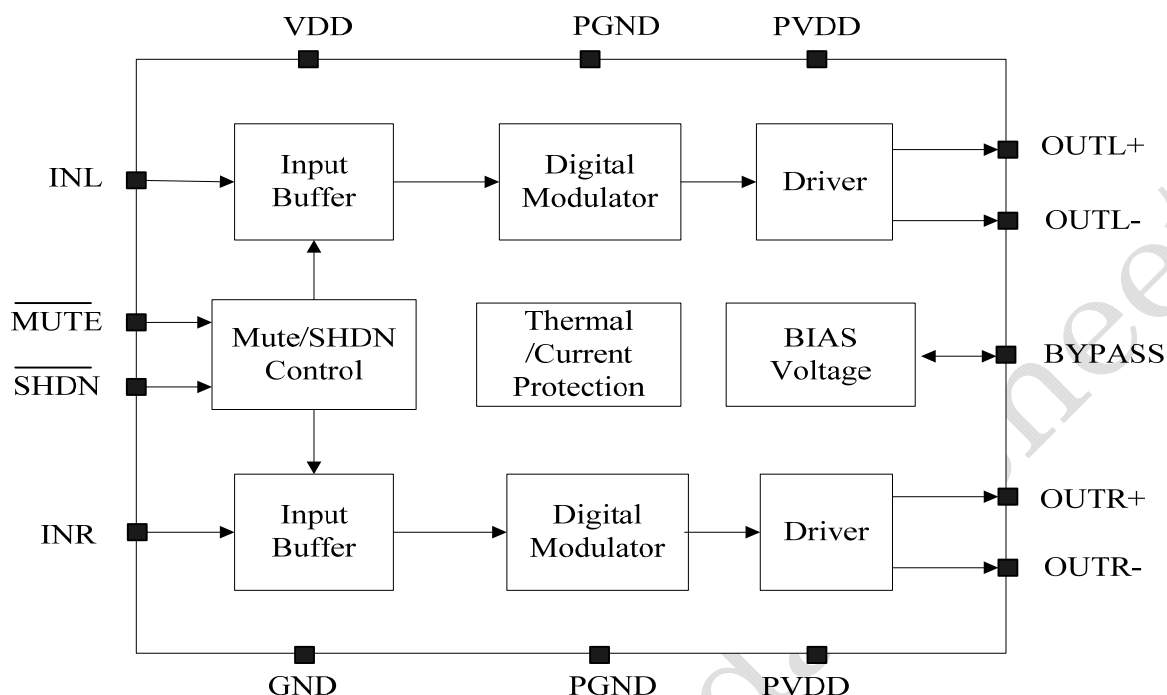 VDD PGND PVDD
INL
Input
Buffer
Digital
Modulator
Driver
OUTL+
OUTL-
MUTE
SHDN
Mute/SHDN
Control
Thermal
/Current
Protection
BIAS
Voltage
BYPASS
INR
Input
Buffer
Digital
Modulator
Driver
OUTR+
OUTR-
GND PGND PVDD